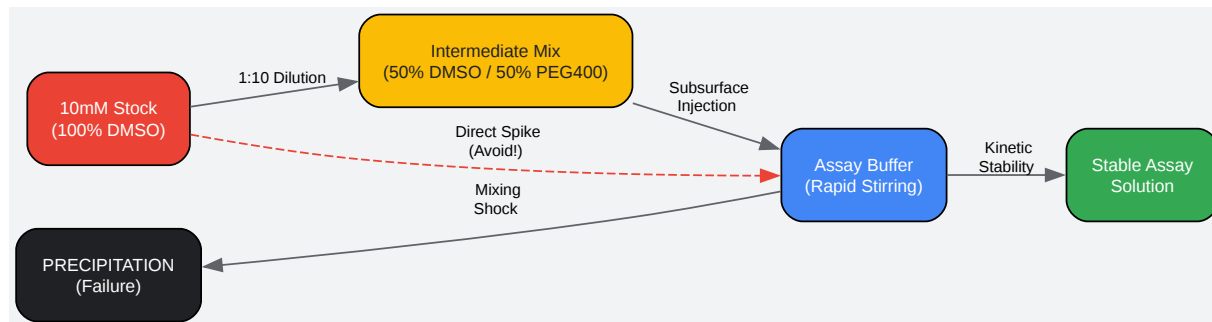 10mM Stock
(100% DMSO)
1:10 Dilution
Intermediate Mix
(50% DMSO / 50% PEG400)
Subsurface
Injection
Direct Spike
(Avoid!)
Assay Buffer
(Rapid Stirring)
Kinetic
Stability
Stable Assay
Solution
Mixing
Shock
PRECIPITATION
(Failure)